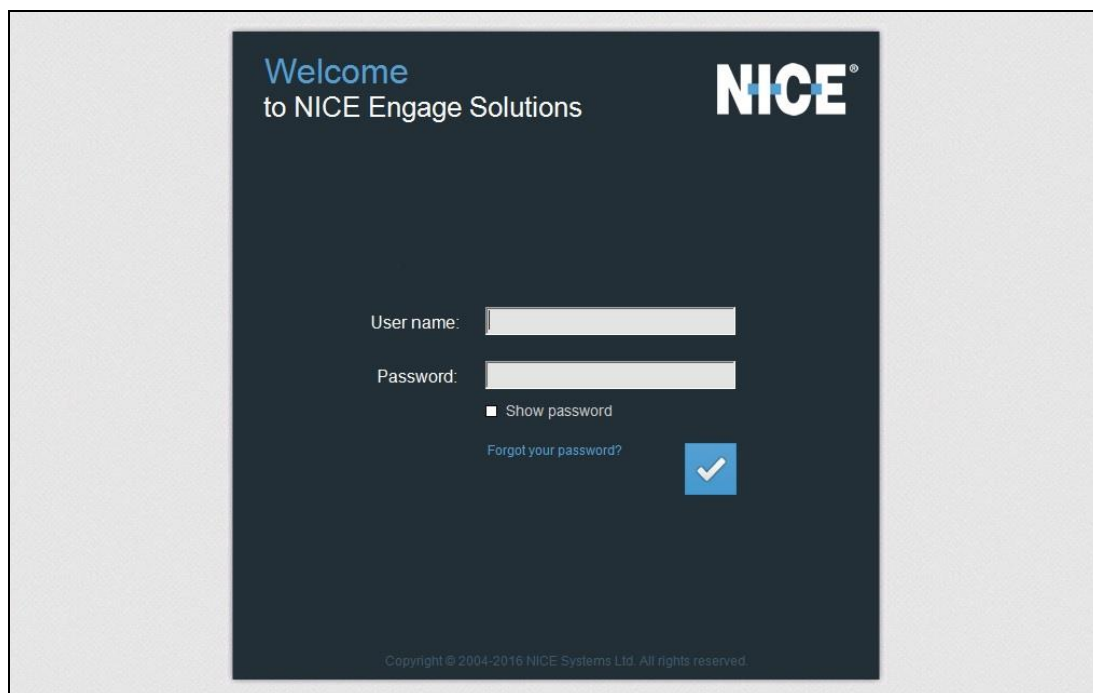 Welcome
to NICE Engage Solutions
NICE®
User name:
Password:
Show password
Forgot your password?
Copyright © 2004-2016 NICE Systems Ltd. All rights reserved.